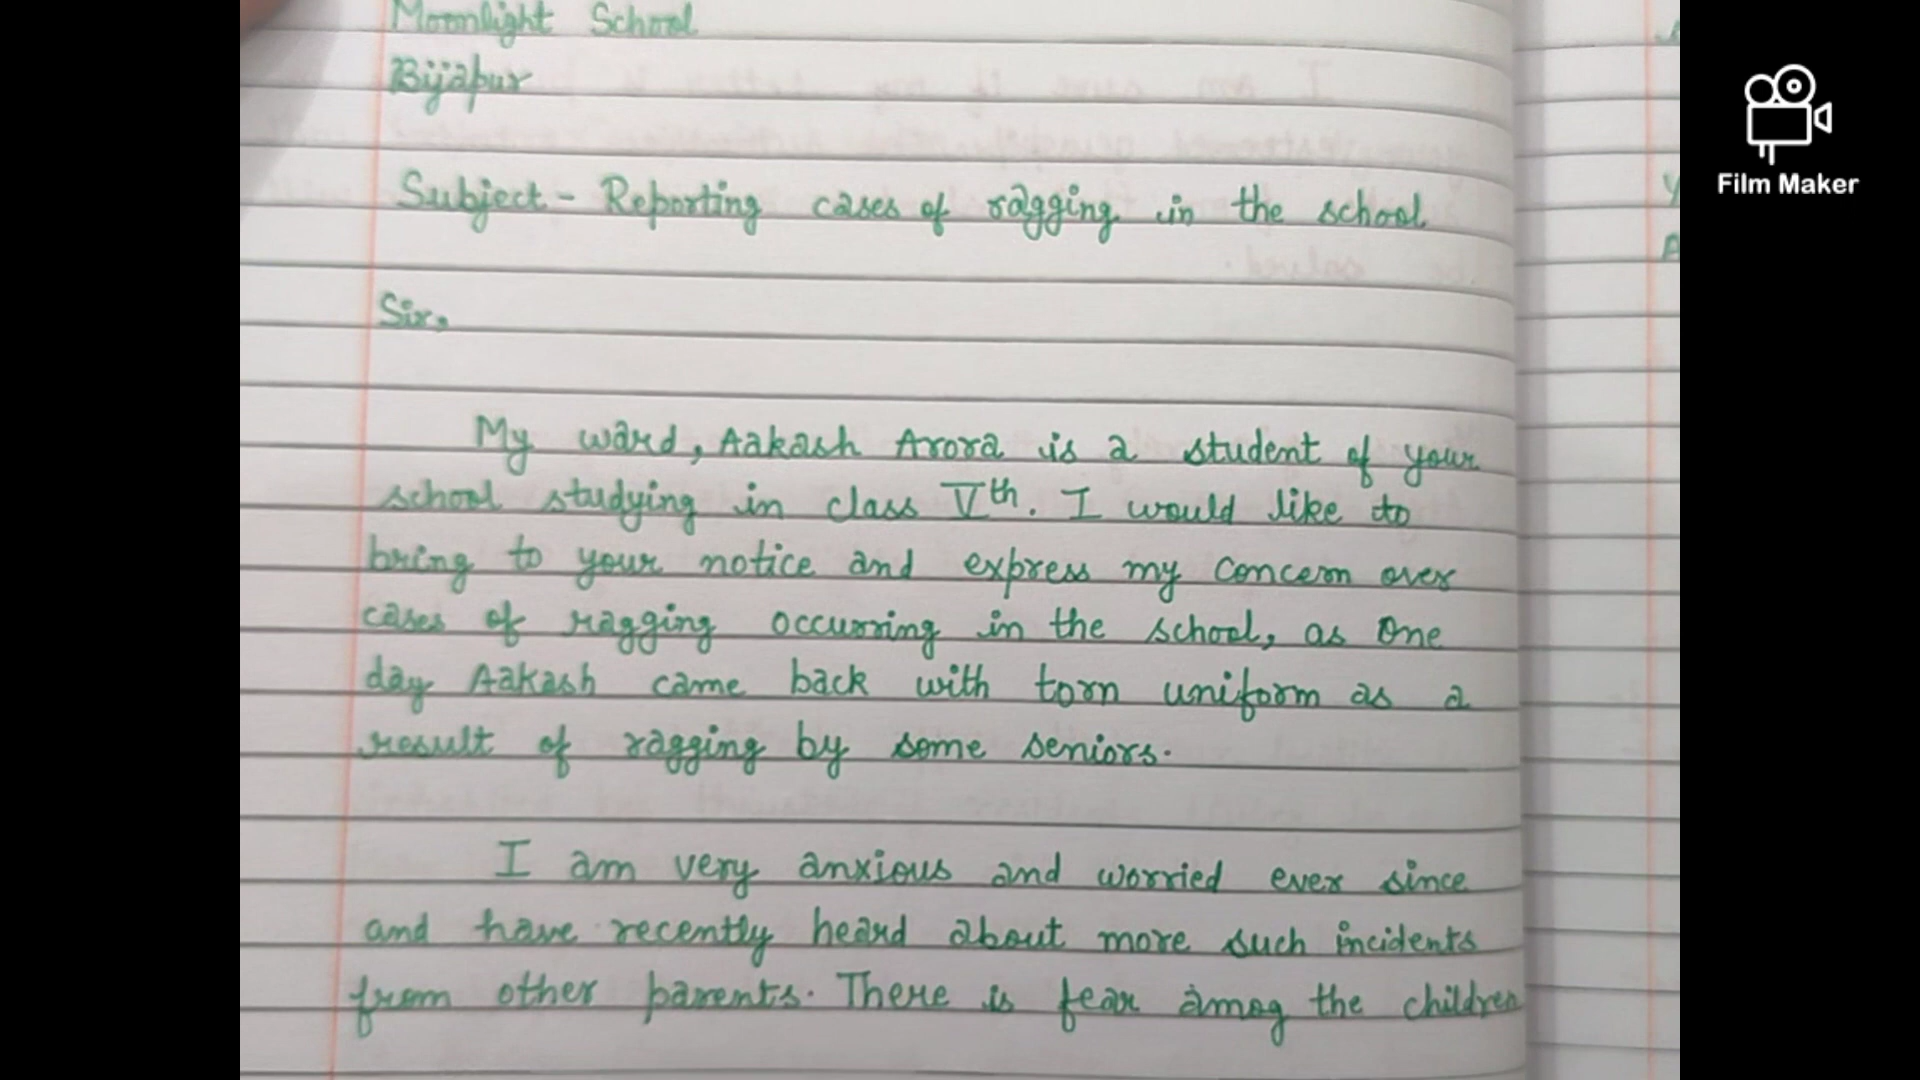 Moonlight School
Bijapur
Subject - Reporting cases of ragging in the school
Sir,
My ward, Aakash Arora is a student of your
school studying in class Vth. I would like to
bring to your notice and express my concern over
cases of ragging occurring in the school, as one
day Aakash came back with torn uniform as a
result of ragging by some seniors.
I am very anxious and worried ever since
and have recently heard about more such incidents
from other parents. There is fear amog the children
Film Maker